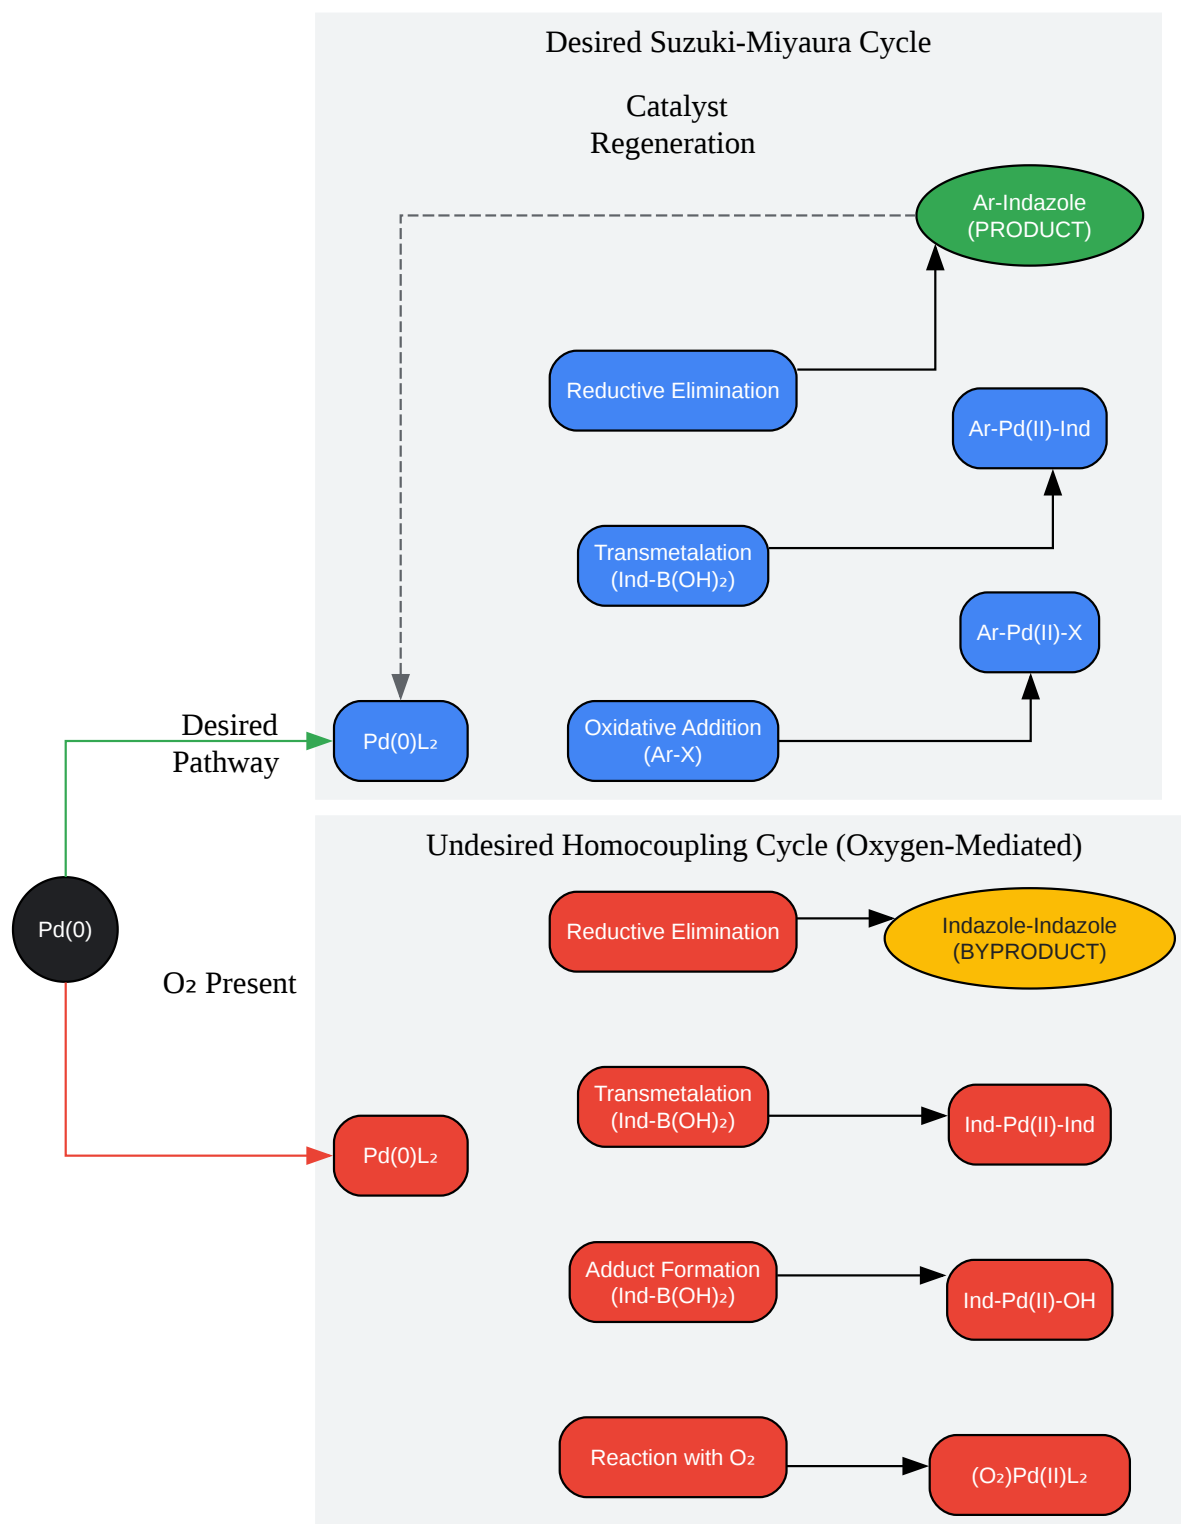 Desired Suzuki-Miyaura Cycle
Catalyst
Regeneration
Ar-Indazole
(PRODUCT)
Reductive Elimination
Ar-Pd(II)-Ind
Transmetalation
(Ind-B(OH)₂)
Ar-Pd(II)-X
Desired
Pathway
Pd(0)L₂
Oxidative Addition
(Ar-X)
Undesired Homocoupling Cycle (Oxygen-Mediated)
Pd(0)
O₂ Present
Reductive Elimination
Indazole-Indazole
(BYPRODUCT)
Transmetalation
(Ind-B(OH)₂)
Ind-Pd(II)-Ind
Pd(0)L₂
Adduct Formation
(Ind-B(OH)₂)
Ind-Pd(II)-OH
Reaction with O₂
(O₂)Pd(II)L₂